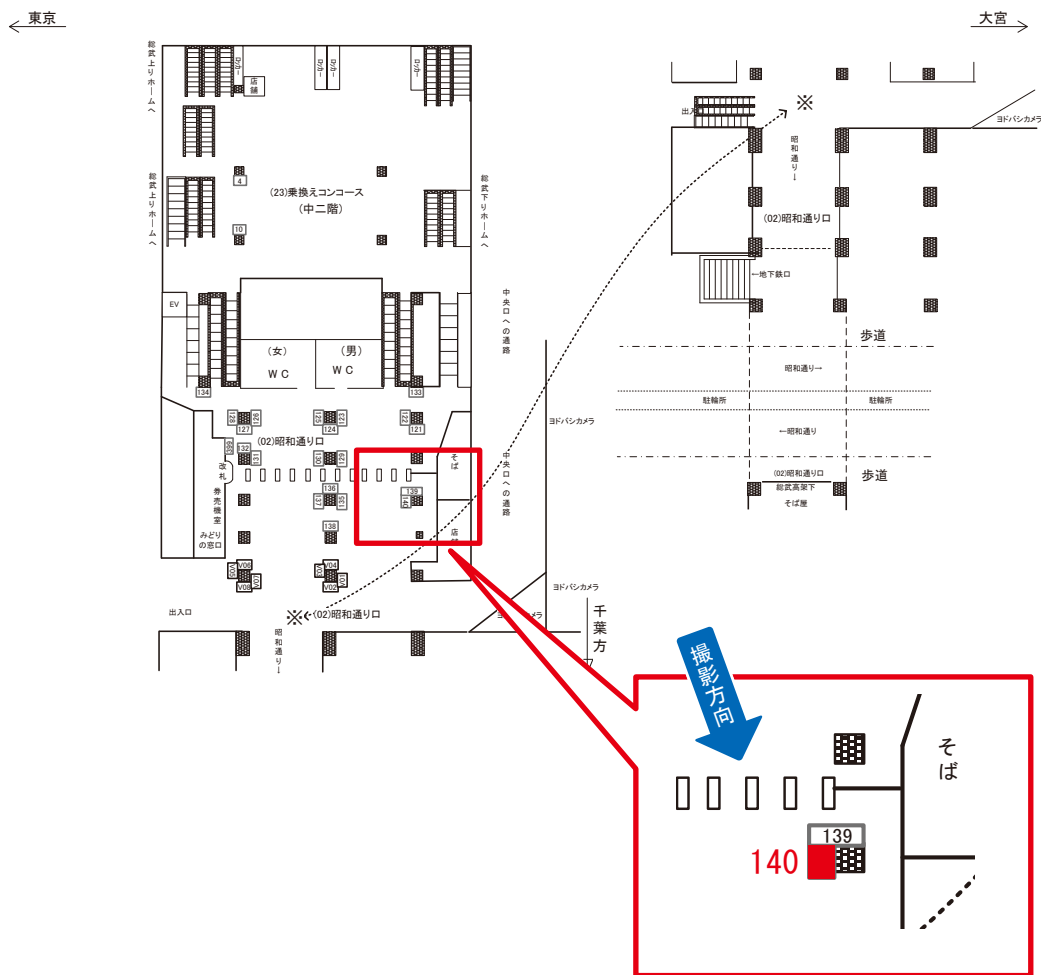 東京
大宮
総武上りホームへ
ロッカー
店舗
ロッカー
ロッカー
ロッカー
総武上りホームへ
4
(23)乗換えコンコース
(中二階)
10
総武下りホームへ
EV
(女)
WC
(男)
WC
中央口への通路
134
133
128
126
127
125
123
124
122
121
399
132
131
(02)昭和通り口
130
129
改札
券売機室
みどりの窓口
136
137
135
138
139
140
そば
店舗
中央口への通路
ヨドバシカメラ
V06
V05
V07
V08
V04
V03
V01
V02
出入口
※
(02)昭和通り口
昭和通り→
ヨドバシカメラ
ヨドバシカメラ
千葉方
出入口
※
ヨドバシカメラ
昭和通り→
(02)昭和通り口
←地下鉄口
歩道
昭和通り→
駐輪所
駐輪所
←昭和通り
(02)昭和通り口
歩道
総武高架下
そば屋
撮影方向
そば
139
140